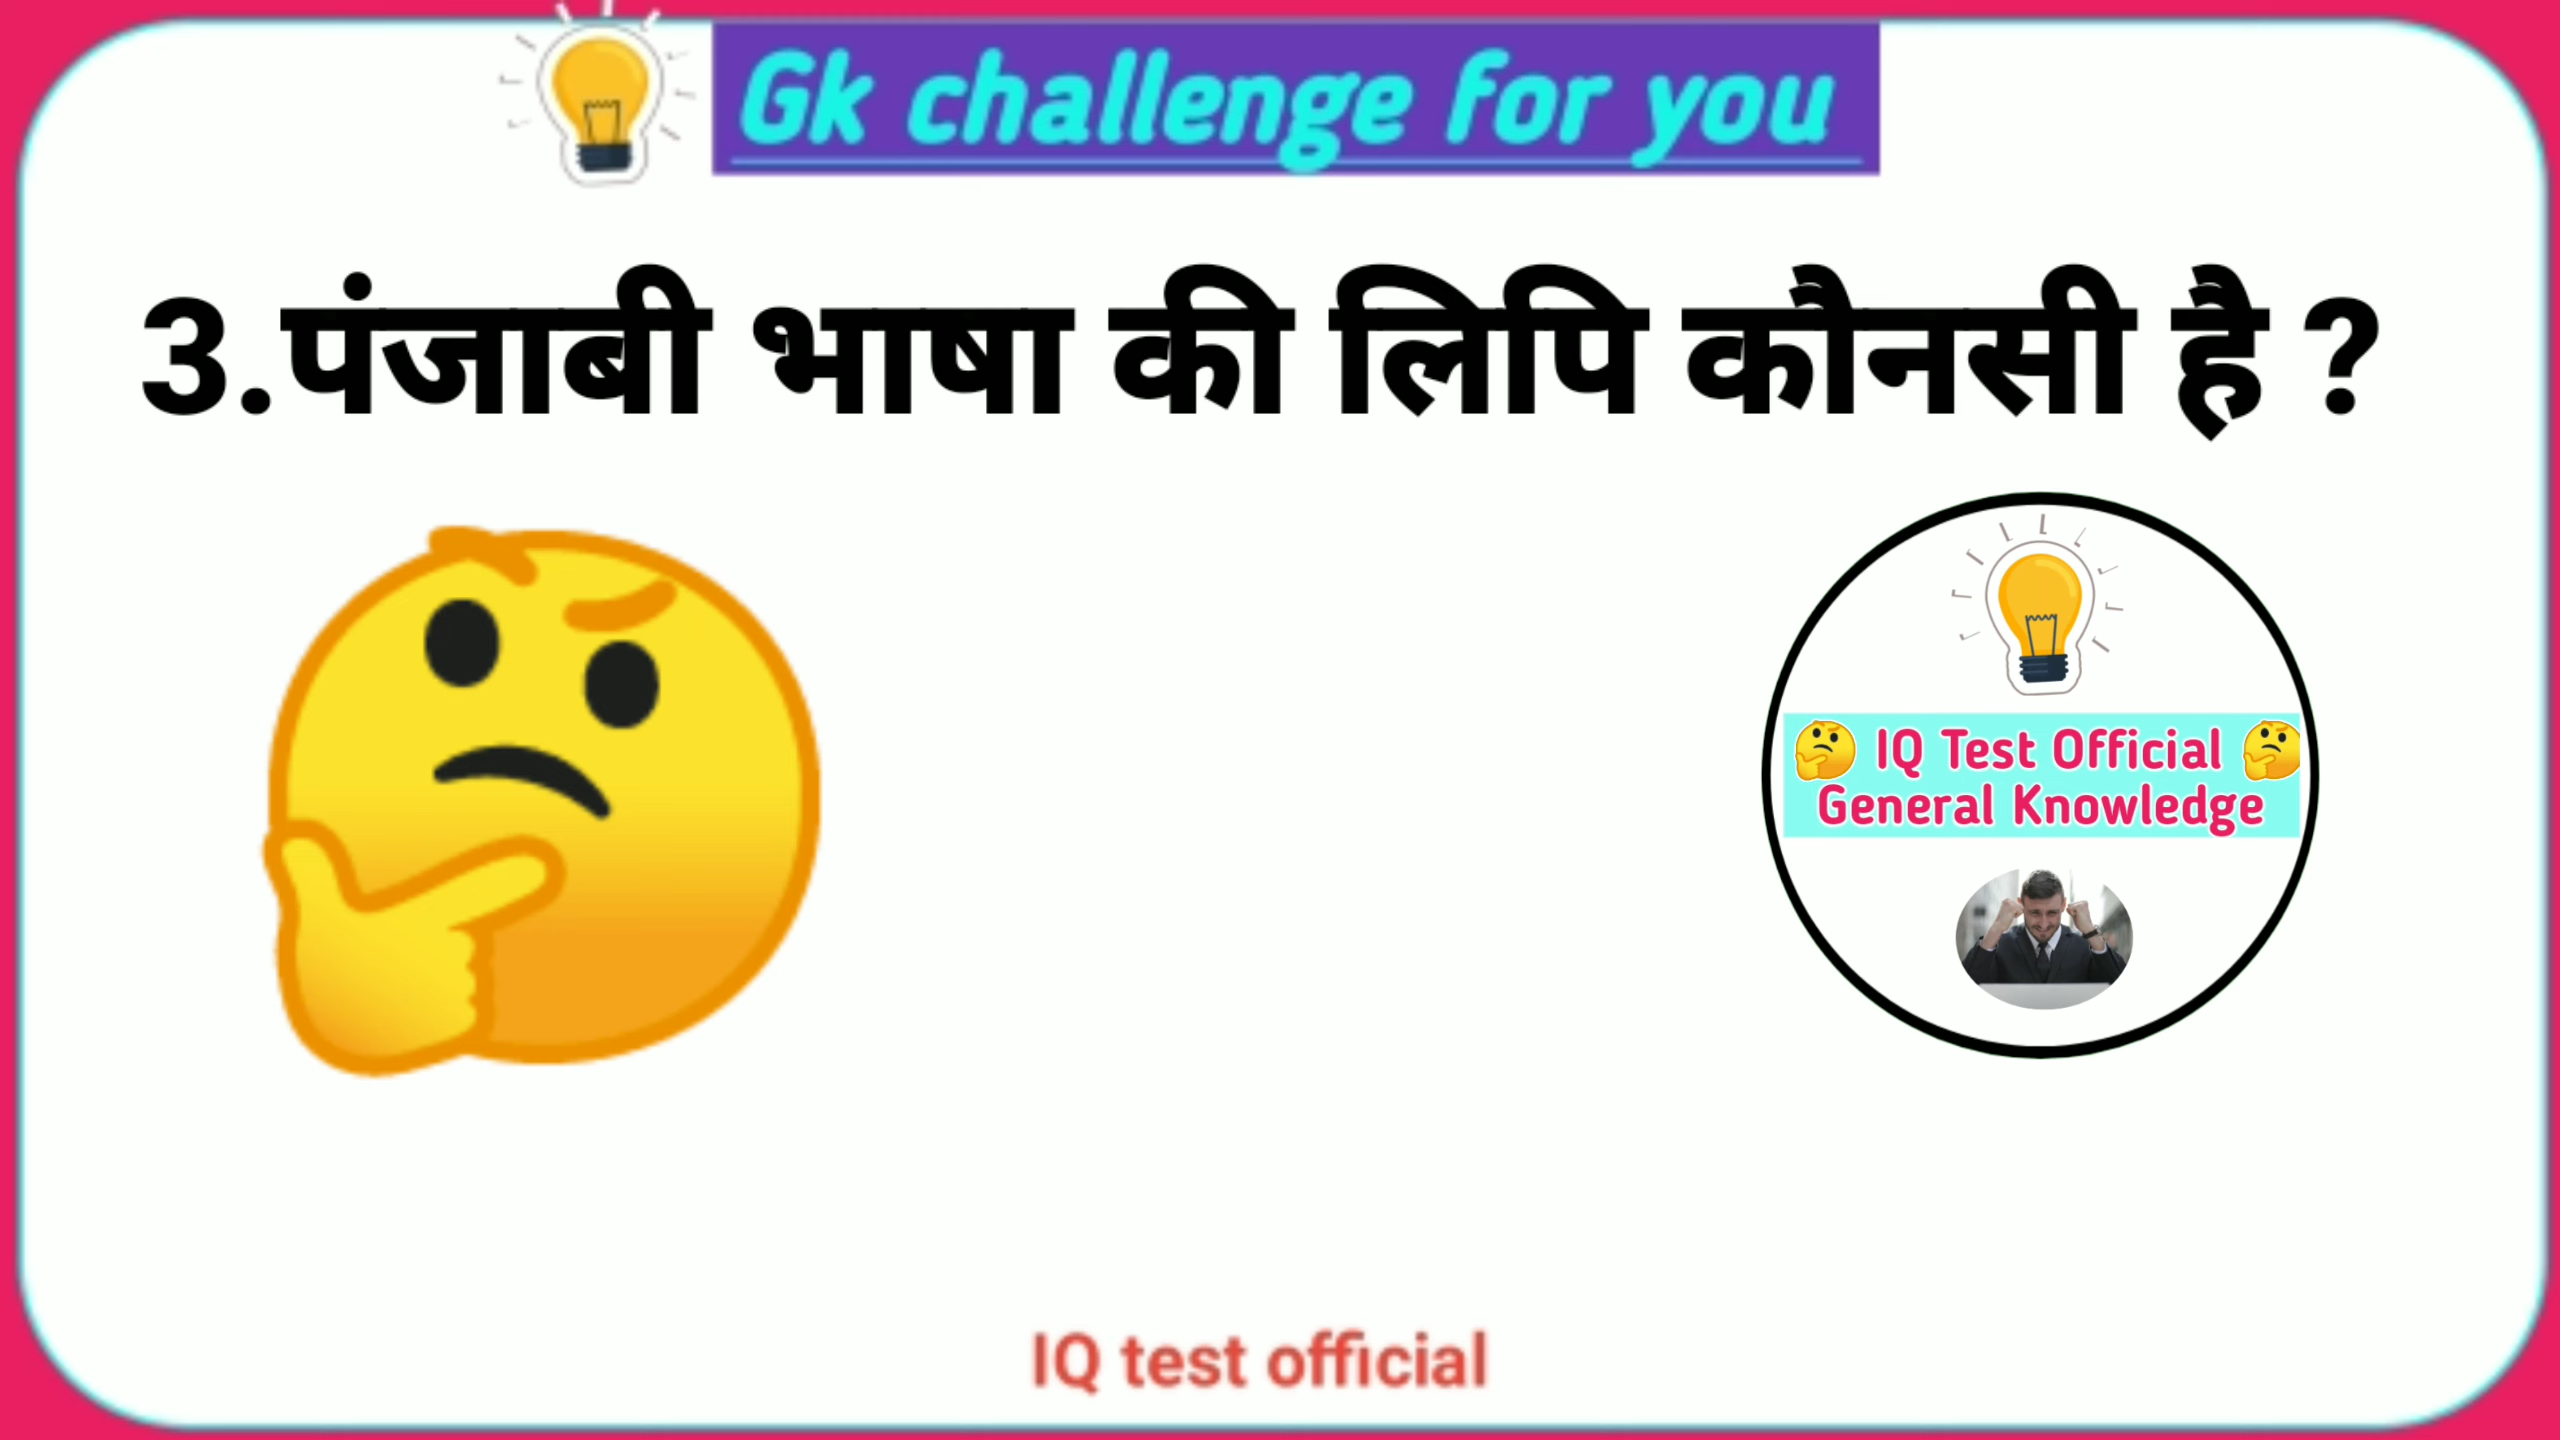 Gk challenge for you
3.पंजाबी भाषा की लिपि कौनसी है ?
IQ Test Official
General Knowledge
IQ test official